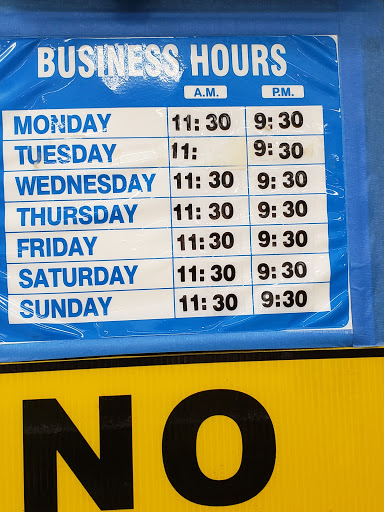 BUSINESS HOURS
A.M. P.M.
MONDAY 11:30 9:30
TUESDAY 11: 9:30
WEDNESDAY 11:30 9:30
THURSDAY 11:30 9:30
FRIDAY 11:30 9:30
SATURDAY 11:30 9:30
SUNDAY 11:30 9:30
NO